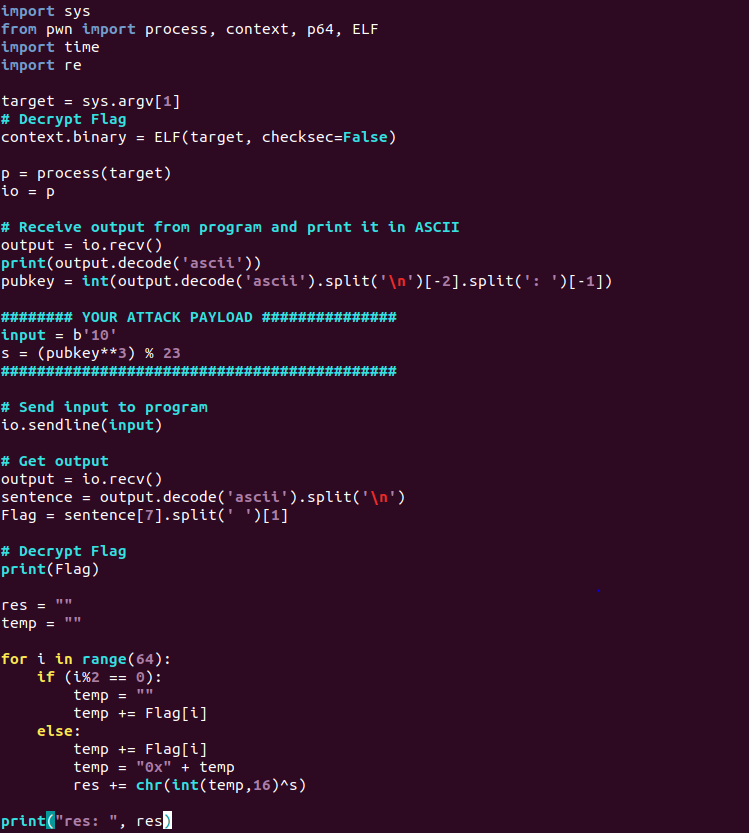 import sys
from pwn import process, context, p64, ELF
import time
import re
target = sys.argv[1]
# Decrypt Flag
context.binary = ELF(target, checksec=False)
p = process(target)
io = p
# Receive output from program and print it in ASCII
output = io.recv()
print(output.decode('ascii'))
pubkey = int(output.decode('ascii').split('\n')[-2].split(': ')[-1])
######## YOUR ATTACK PAYLOAD ###############
input = b'10'
s = (pubkey**3) % 23
############################################
# Send input to program
io.sendline(input)
# Get output
output = io.recv()
sentence = output.decode('ascii').split('\n')
Flag = sentence[7].split(' ')[1]
# Decrypt Flag
print(Flag)
res = ""
temp = ""
for i in range(64):
    if (i%2 == 0):
        temp = ""
        temp += Flag[i]
    else:
        temp += Flag[i]
        temp = "0x" + temp
        res += chr(int(temp,16)^s)
print("res: ", res)